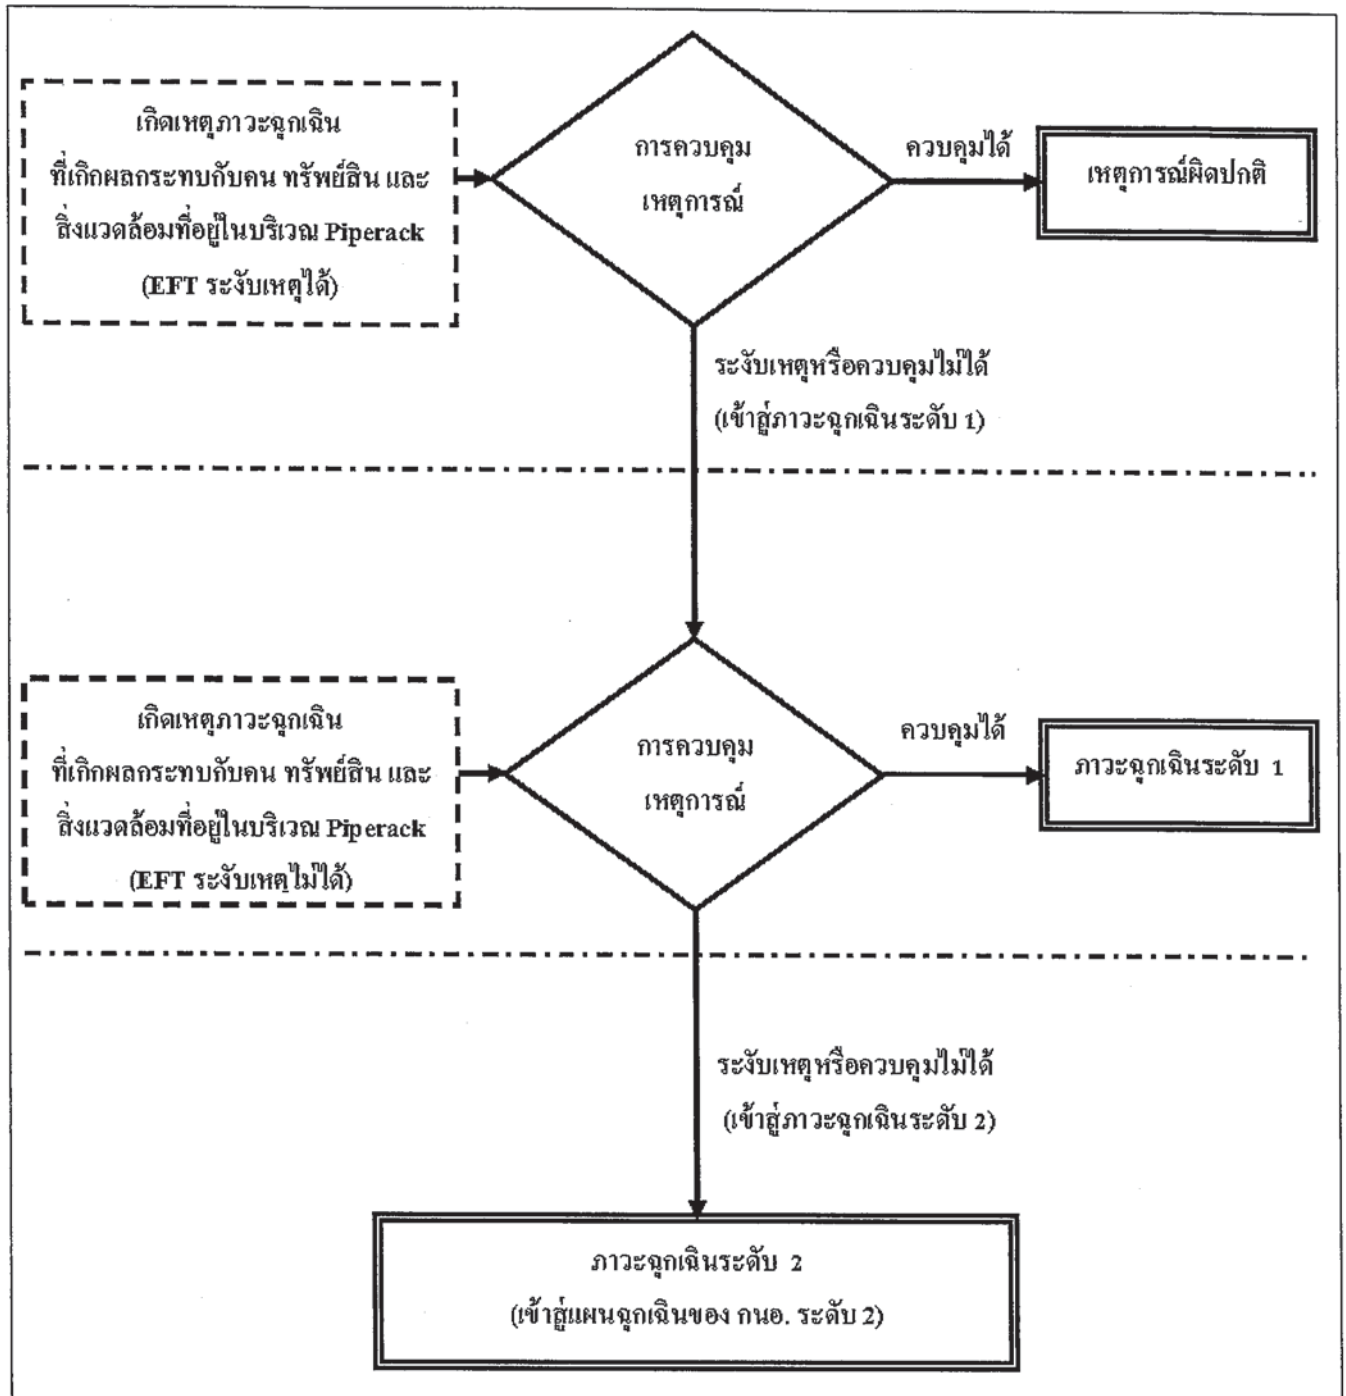 เกิดเหตุภาวะฉุกเฉิน
ที่เกิกผลกระทบกับคน ทรัพย์สิน และ
สิ่งแวดล้อมที่อยู่ในบริเวณ Piperack
(EFT ระงับเหตุได้)
การควบคุม
เหตุการณ์
ควบคุมได้
เหตุการณ์ผิดปกติ
ระงับเหตุหรือควบคุมไม่ได้
(เข้าสู่ภาวะฉุกเฉินระดับ 1)
เกิดเหตุภาวะฉุกเฉิน
ที่เกิกผลกระทบกับคน ทรัพย์สิน และ
สิ่งแวดล้อมที่อยู่ในบริเวณ Piperack
(EFT ระงับเหตุไม่ได้)
การควบคุม
เหตุการณ์
ควบคุมได้
ภาวะฉุกเฉินระดับ 1
ระงับเหตุหรือควบคุมไม่ได้
(เข้าสู่ภาวะฉุกเฉินระดับ 2)
ภาวะฉุกเฉินระดับ 2
(เข้าสู่แผนฉุกเฉินของ กนอ. ระดับ 2)